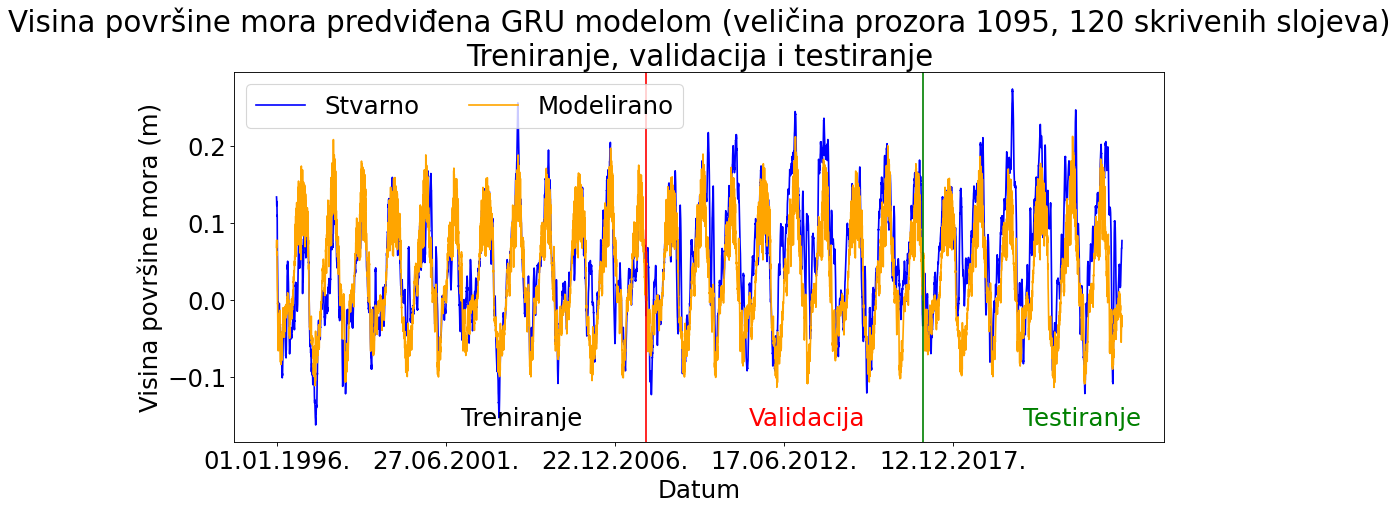 Visina površine mora predviđena GRU modelom (veličina prozora 1095, 120 skrivenih slojeva)
Treniranje, validacija i testiranje
Stvarno
Modelirano
Visina površine mora (m)
0.2
0.1
0.0
−0.1
Treniranje
Validacija
Testiranje
01.01.1996.
27.06.2001.
22.12.2006.
17.06.2012.
12.12.2017.
Datum